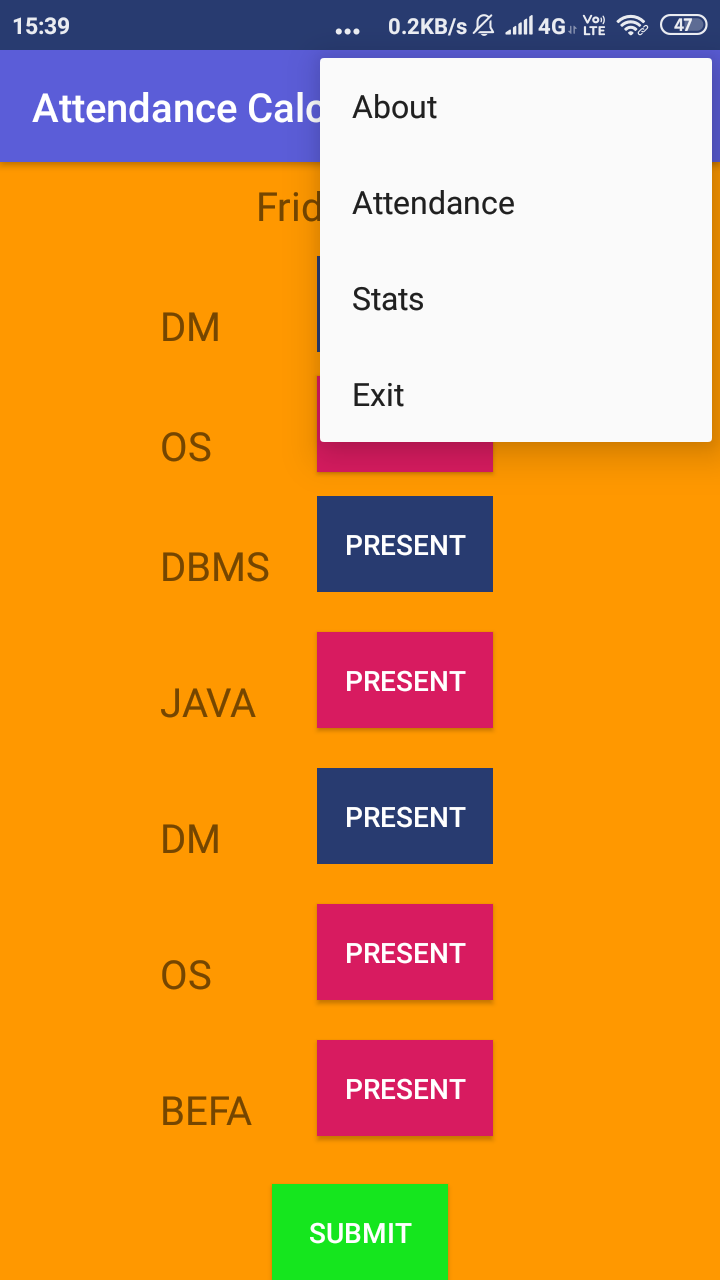 15:39 ... 0.2KB/s 4G Vo LTE 47
Attendance Calc
About
Attendance
Stats
Exit
Frid
DM
OS
DBMS PRESENT
JAVA PRESENT
DM PRESENT
OS PRESENT
BEFA PRESENT
SUBMIT